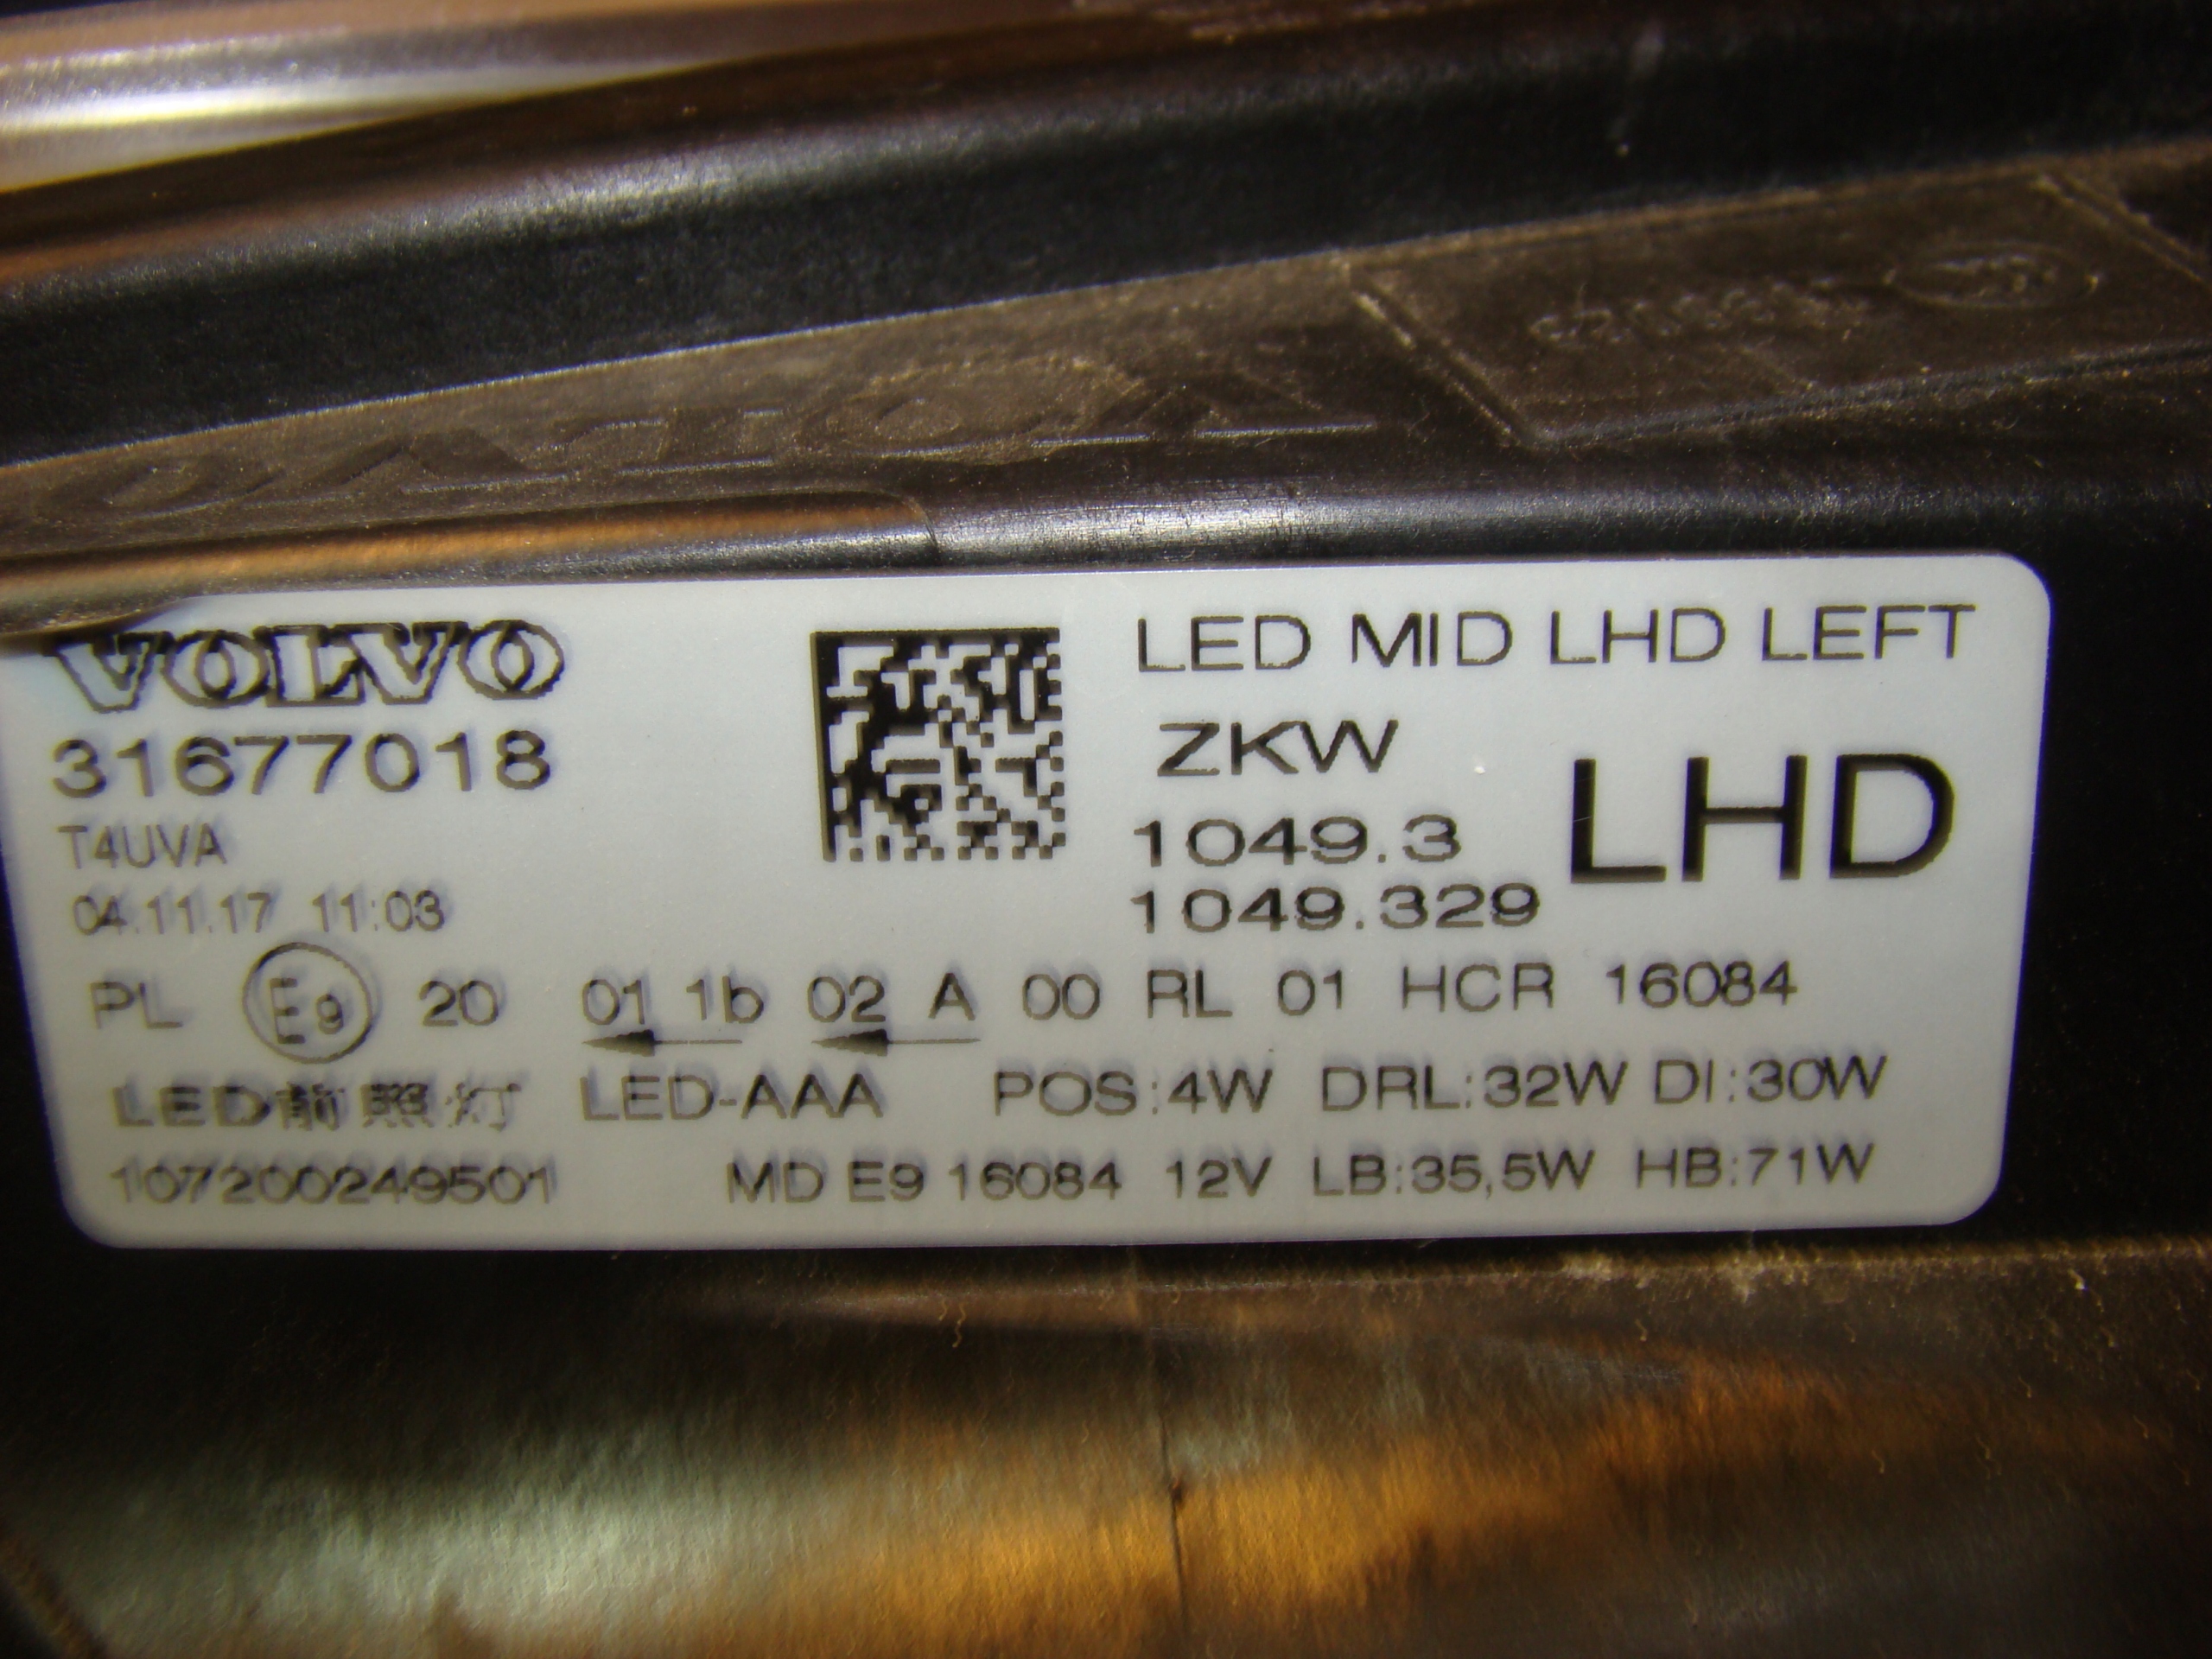 VOLVO
VOLVO
31677018
T4UVA
04.11.17 11:03
LED MID LHD LEFT
ZKW
1049.3
1049.329
LHD
PL E9 20 01 1b 02 A 00 RL 01 HCR 16084
LED前照灯 LED-AAA POS:4W DRL:32W DI:30W
107200249501 MD E9 16084 12V LB:35,5W HB:71W